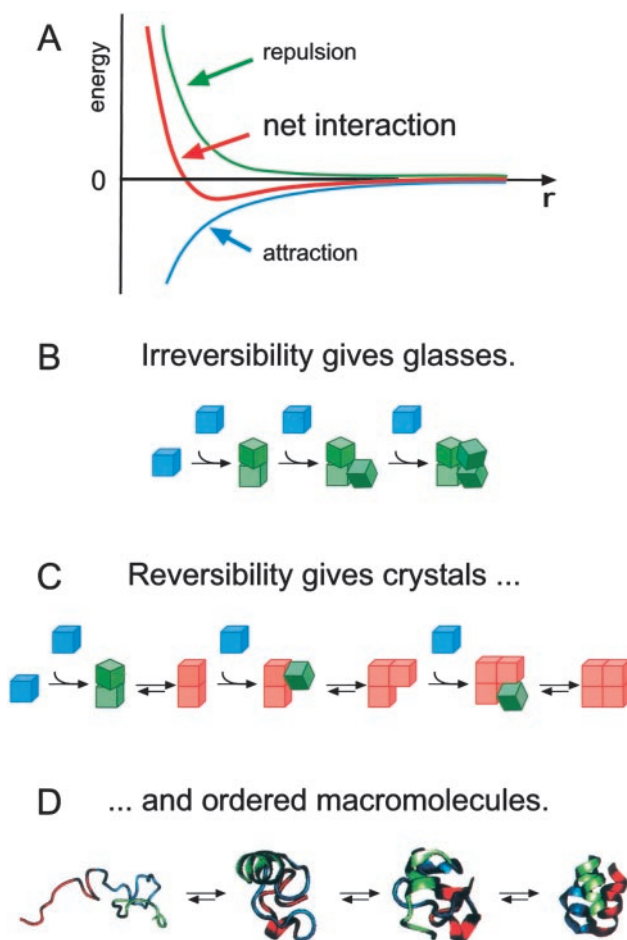 A
energy
repulsion
net interaction
0
r
attraction
B Irreversibility gives glasses.
C Reversibility gives crystals ...
D ... and ordered macromolecules.